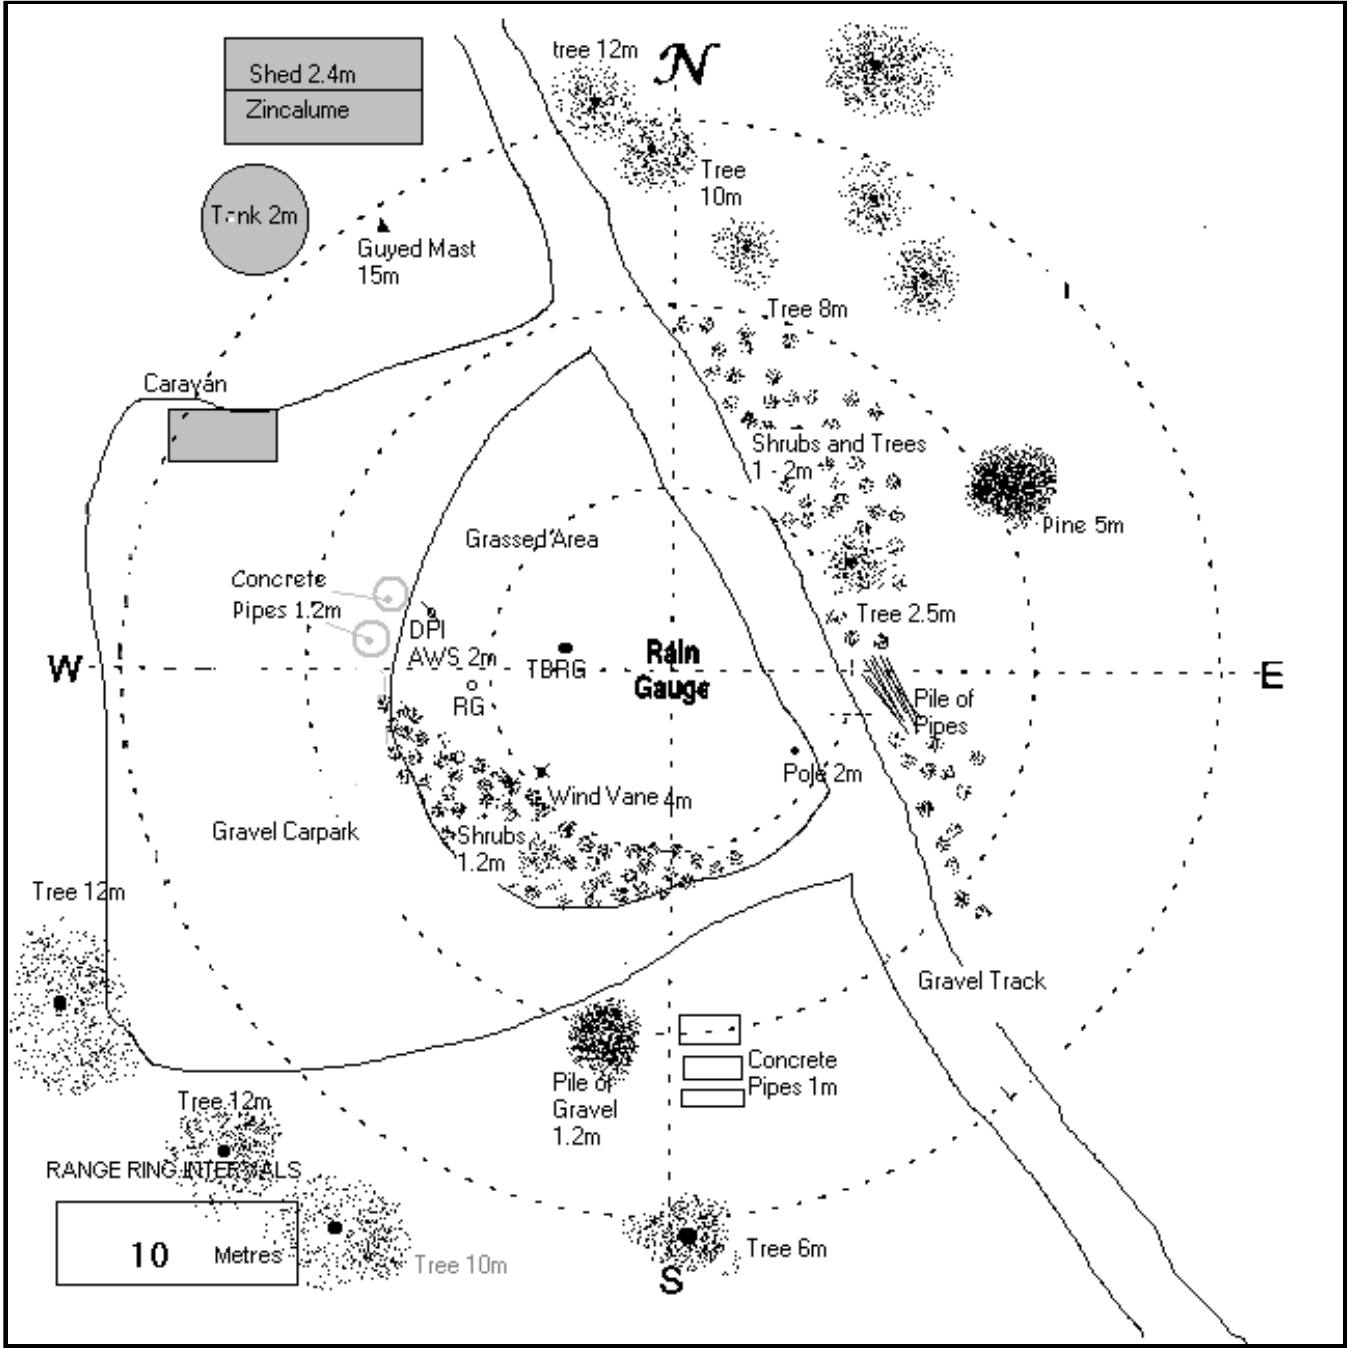 tree 12m
N
Shed 2.4m
Zincalume
Tree
10m
Tank 2m
Guyed Mast
15m
Tree 8m
Caravan
Shrubs and Trees
1 - 2m
Pine 5m
Grassed Area
Concrete
Pipes 1.2m
DPI
AWS 2m
TBRG
Rain
Gauge
Tree 2.5m
W
E
RG
Pile of
Pipes
Pole 2m
Wind Vane 4m
Gravel Carpark
Shrubs
1.2m
Tree 12m
Gravel Track
Concrete
Pipes 1m
Pile of
Gravel
1.2m
Tree 12m
RANGE RING INTERVALS
10 Metres
Tree 10m
Tree 6m
S